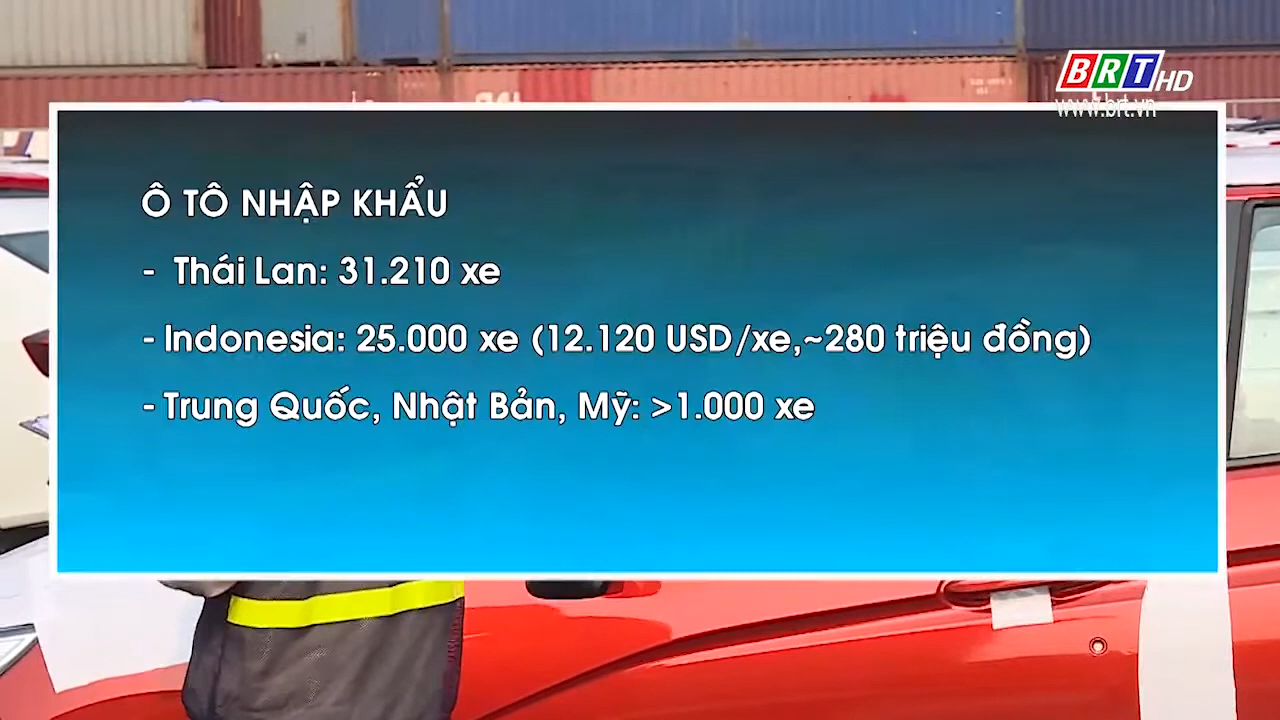 BRT HD
www.brt.vn
Ô TÔ NHẬP KHẨU
- Thái Lan: 31.210 xe
- Indonesia: 25.000 xe (12.120 USD/xe,~280 triệu đồng)
- Trung Quốc, Nhật Bản, Mỹ: >1.000 xe